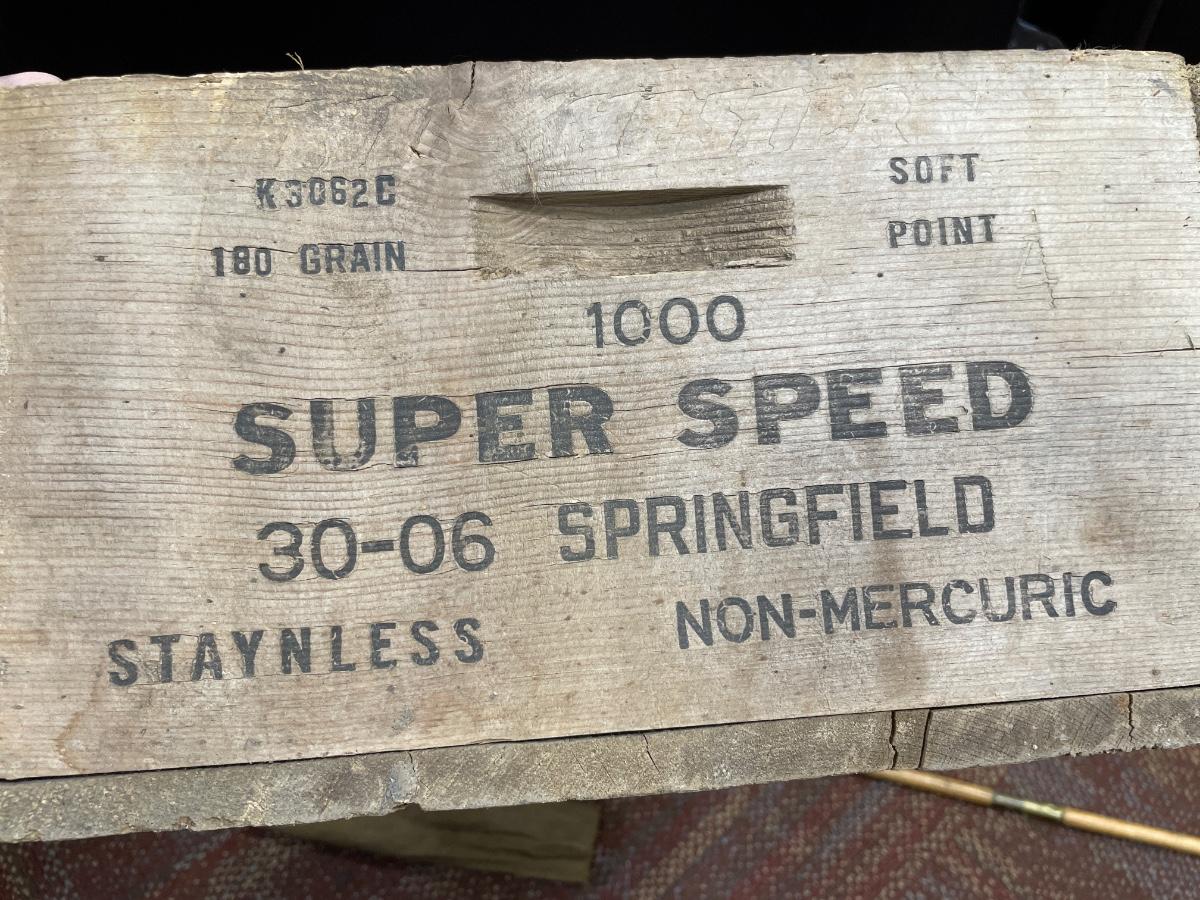 K3062C
180 GRAIN
SOFT
POINT
1000
SUPER SPEED
30-06 SPRINGFIELD
STAYNLESS NON-MERCURIC